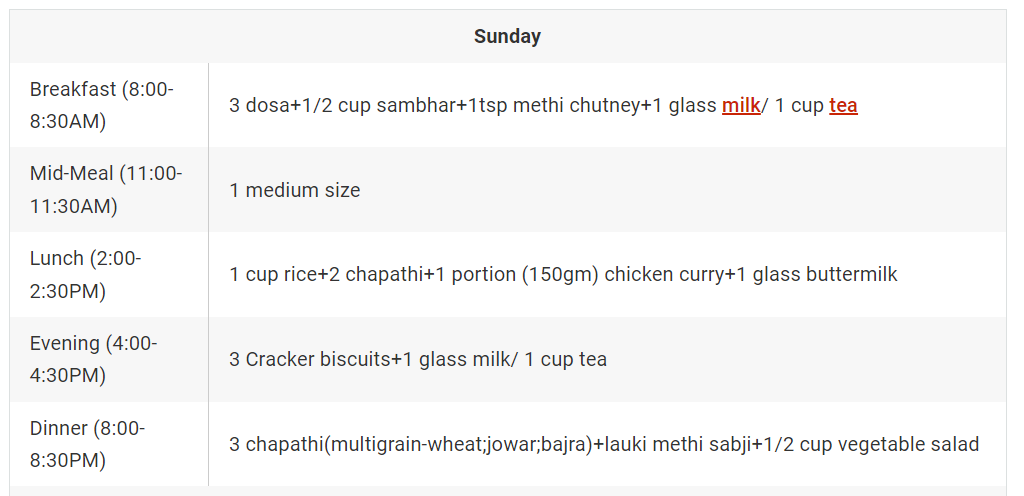 Sunday
Breakfast (8:00-
8:30AM)
3 dosa+1/2 cup sambhar+1tsp methi chutney+1 glass milk/ 1 cup tea
Mid-Meal (11:00-
11:30AM)
1 medium size
Lunch (2:00-
2:30PM)
1 cup rice+2 chapathi+1 portion (150gm) chicken curry+1 glass buttermilk
Evening (4:00-
4:30PM)
3 Cracker biscuits+1 glass milk/ 1 cup tea
Dinner (8:00-
8:30PM)
3 chapathi(multigrain-wheat;jowar;bajra)+lauki methi sabji+1/2 cup vegetable salad